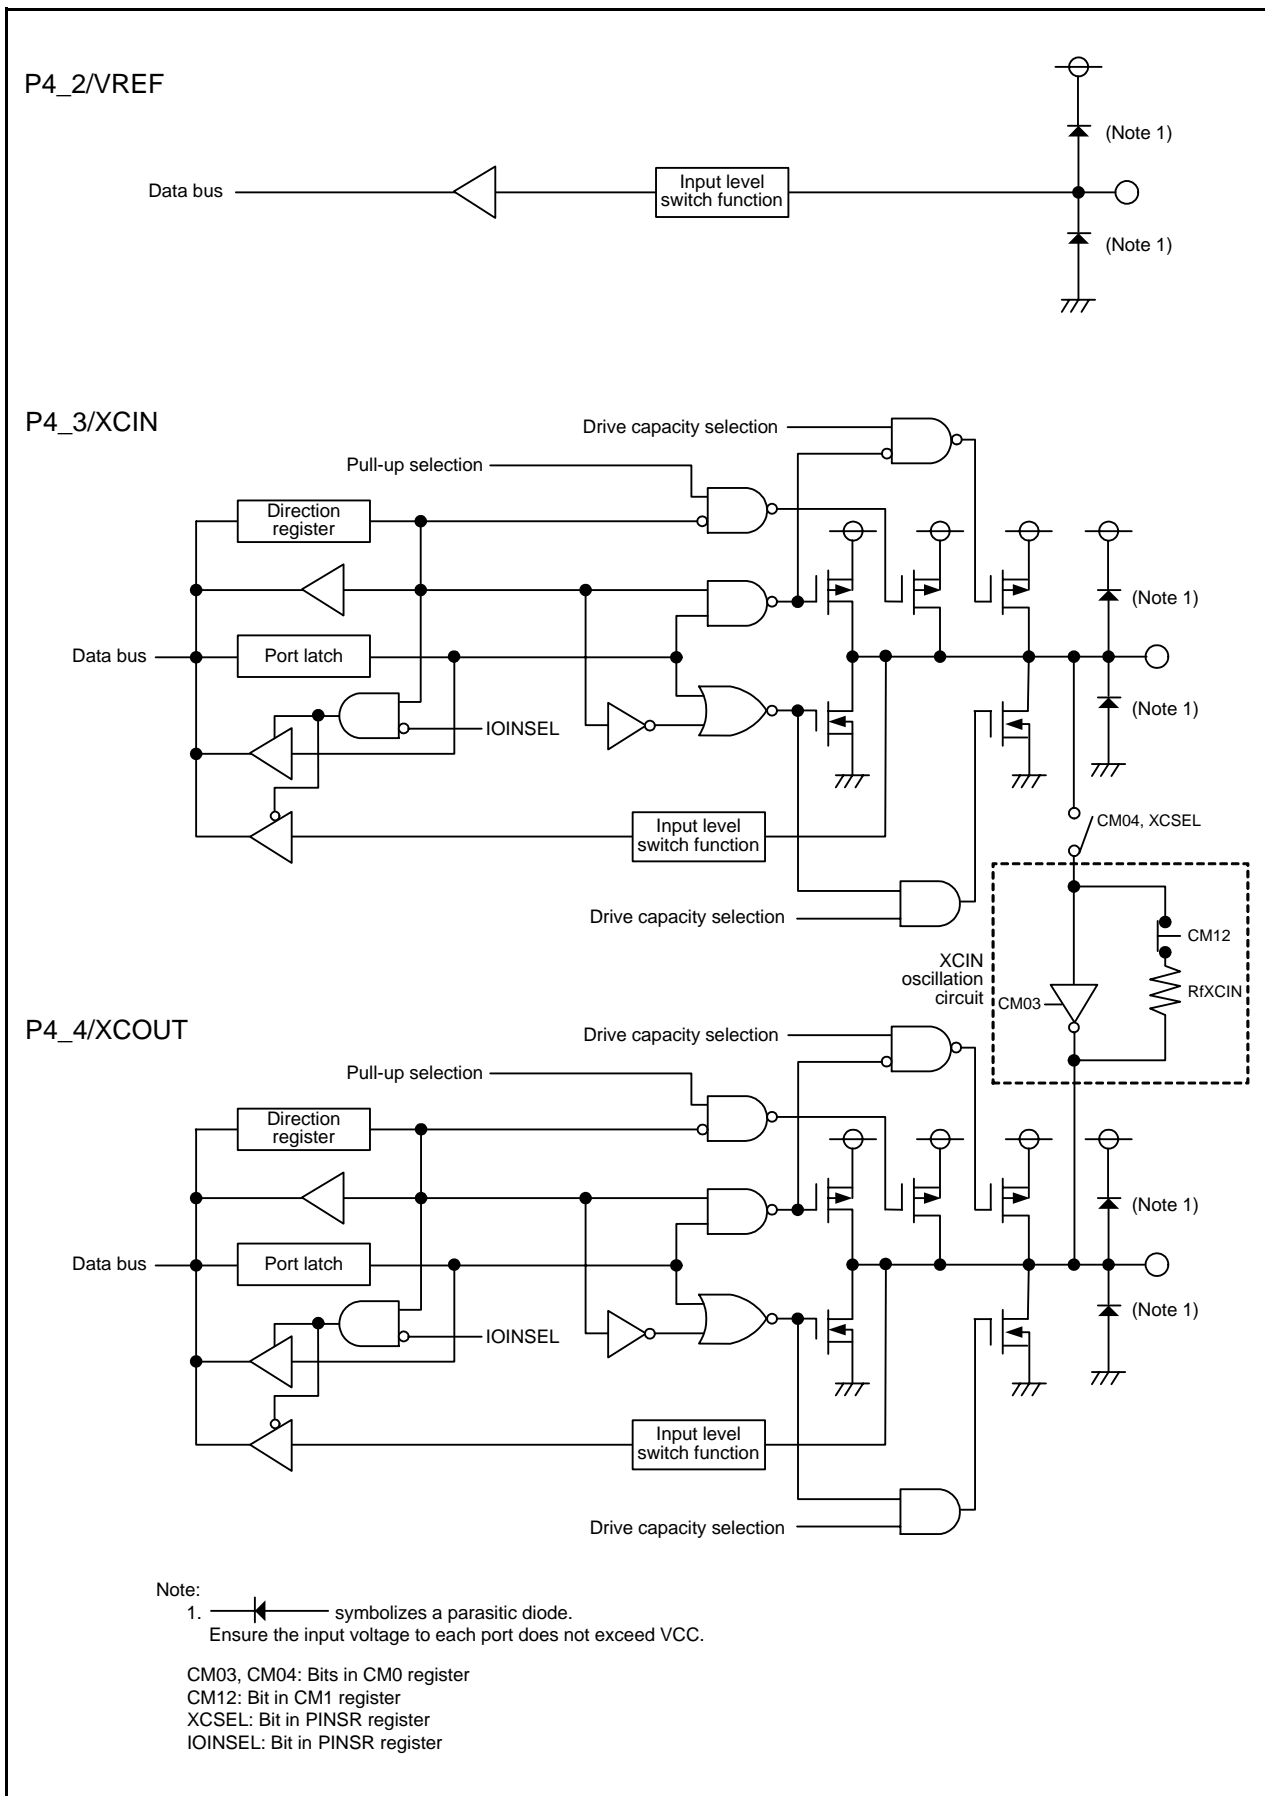 P4_2/VREF
(Note 1)
Data bus
Input level
switch function
(Note 1)
P4_3/XCIN
Drive capacity selection
Pull-up selection
Direction
register
(Note 1)
Data bus
Port latch
(Note 1)
IOINSEL
Input level
switch function
CM04, XCSEL
Drive capacity selection
CM12
XCIN
oscillation
circuit
CM03
RfXCIN
P4_4/XCOUT
Drive capacity selection
Pull-up selection
Direction
register
(Note 1)
Data bus
Port latch
(Note 1)
IOINSEL
Input level
switch function
Drive capacity selection
Note:
1. symbolizes a parasitic diode.
Ensure the input voltage to each port does not exceed VCC.
CM03, CM04: Bits in CM0 register
CM12: Bit in CM1 register
XCSEL: Bit in PINSR register
IOINSEL: Bit in PINSR register